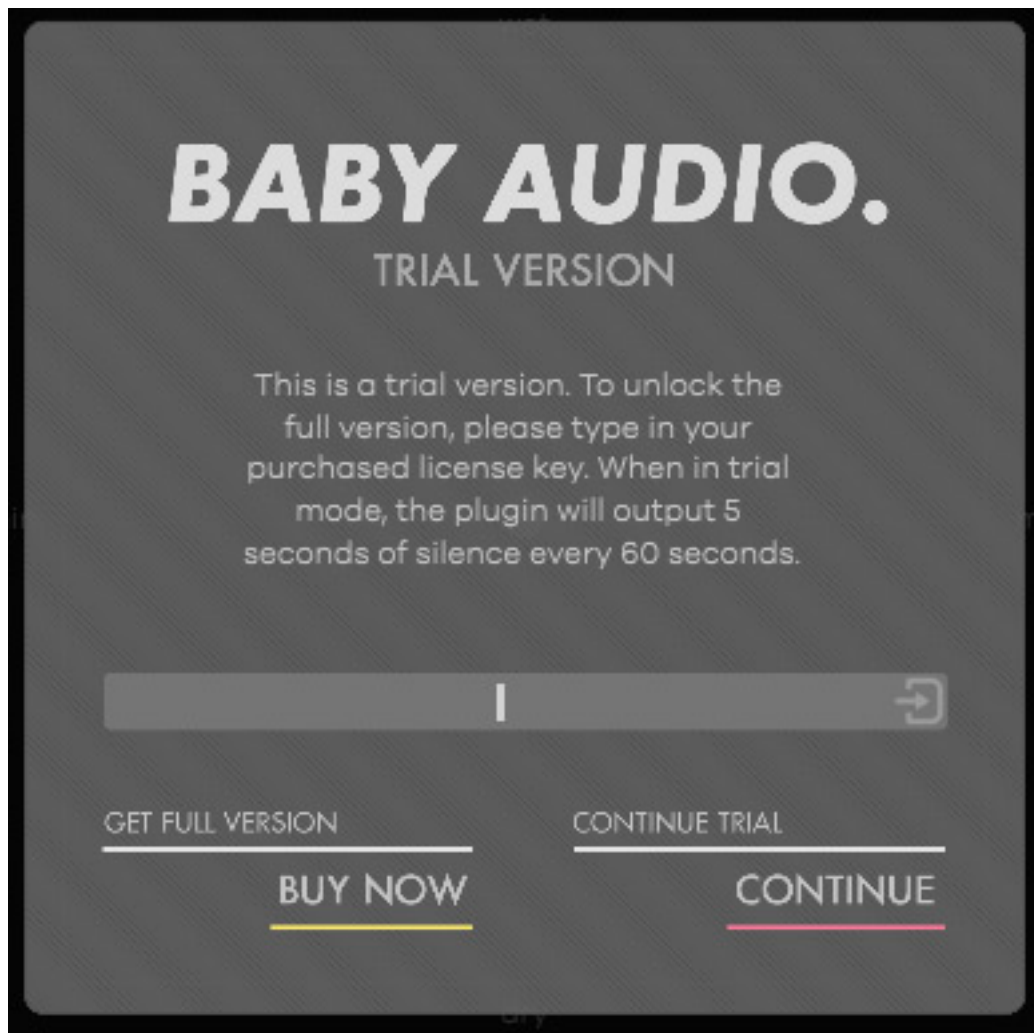 BABY AUDIO.
TRIAL VERSION
This is a trial version. To unlock the
full version, please type in your
purchased license key. When in trial
mode, the plugin will output 5
seconds of silence every 60 seconds.
GET FULL VERSION
CONTINUE TRIAL
BUY NOW
CONTINUE